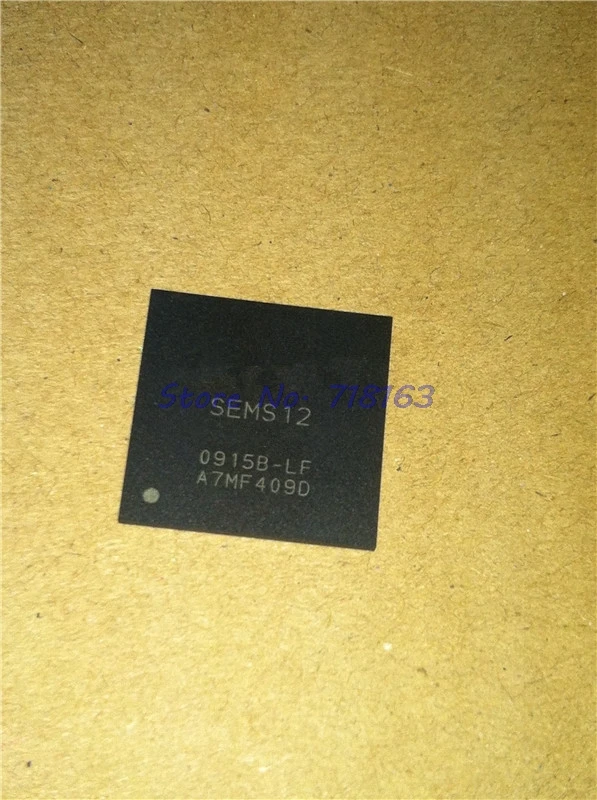 Store No: 718163
SEMS12
0915B-LF
A7MF409D